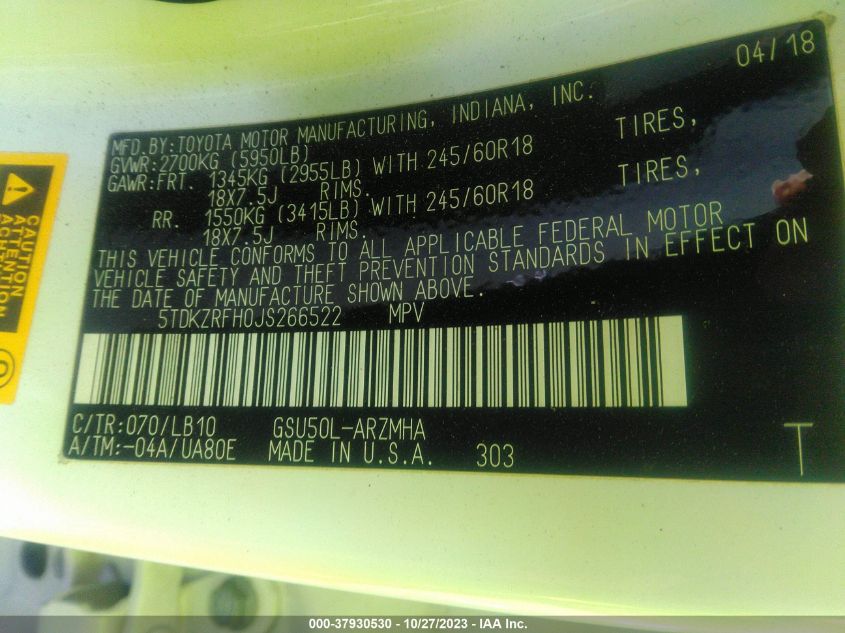 04/18
MFD.BY:TOYOTA MOTOR MANUFACTURING, INDIANA, INC.
GVWR:2700KG (5950LB)
GAWR:FRT. 1345KG (2955LB) WITH 245/60R18 TIRES,
18X7.5J RIMS.
RR. 1550KG (3415LB) WITH 245/60R18 TIRES,
18X7.5J RIMS.
THIS VEHICLE CONFORMS TO ALL APPLICABLE FEDERAL MOTOR
VEHICLE SAFETY AND THEFT PREVENTION STANDARDS IN EFFECT ON
THE DATE OF MANUFACTURE SHOWN ABOVE.
5TDKZRFH0JS266522 MPV
C/TR:070/LB10 GSU50L-ARZMHA
A/TM:-04A/UA80E MADE IN U.S.A. 303
T
CAUTION
ATTENTION
000-37930530 - 10/27/2023 - IAA Inc.